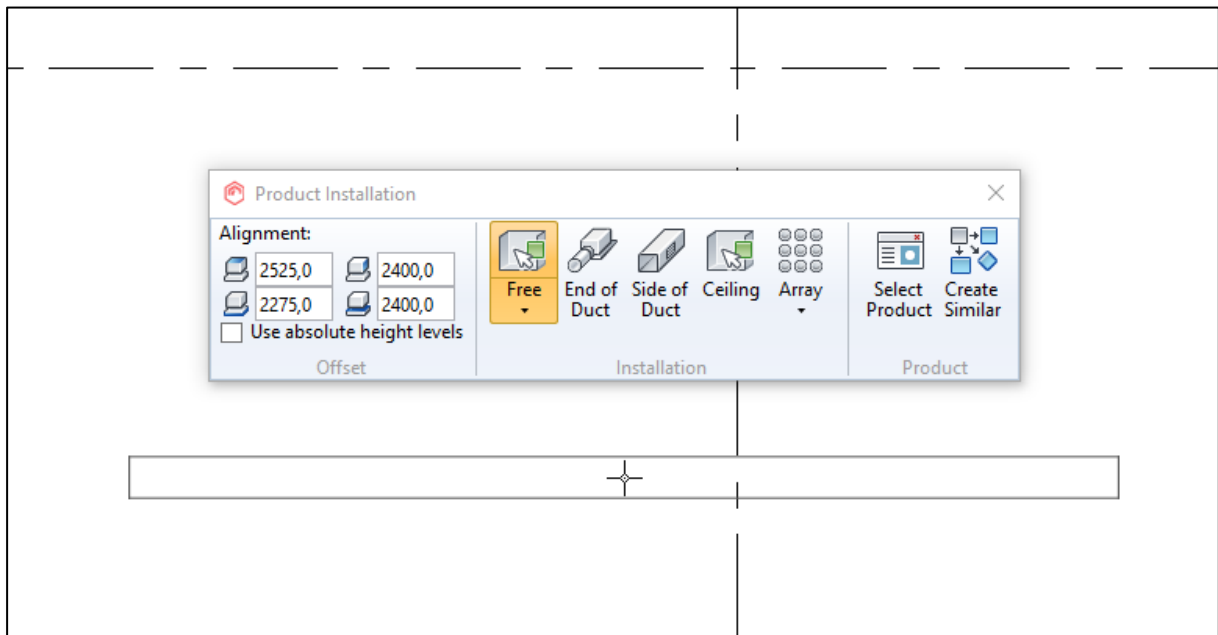 Product Installation
Alignment:
2525,0 2400,0
2275,0 2400,0
Use absolute height levels
Offset
Free End of Duct Side of Duct Ceiling Array
Installation
Select Product Create Similar
Product